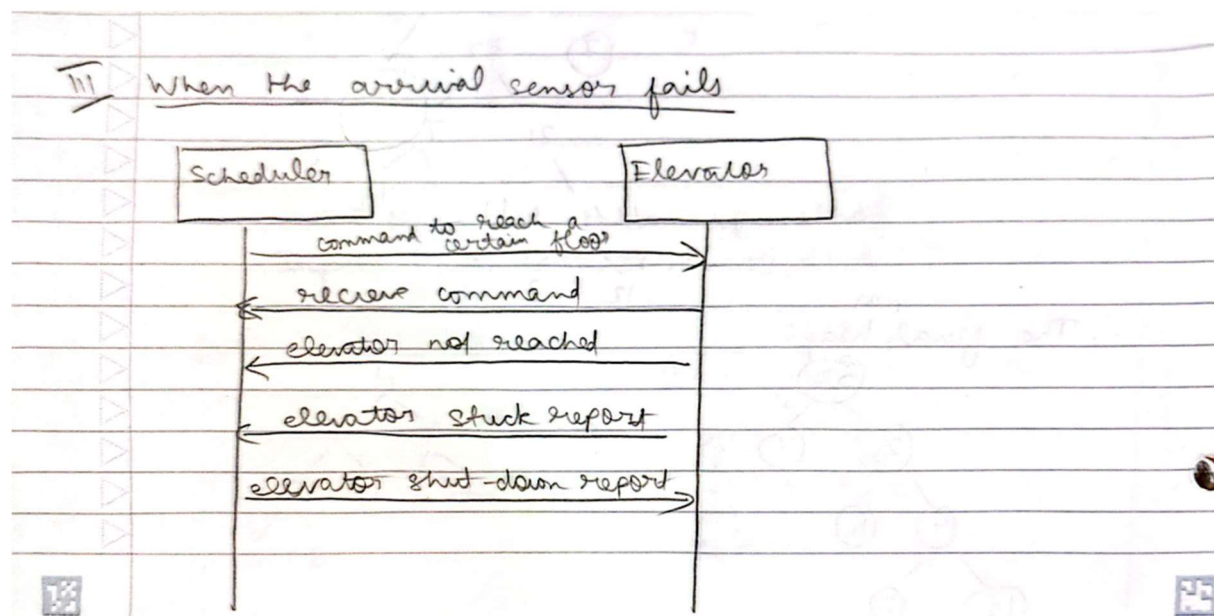 III When the arrival sensor fails
Scheduler
Elevator
command to reach a
certain floor
recieve command
elevator not reached
elevator stuck report
elevator shut-down report